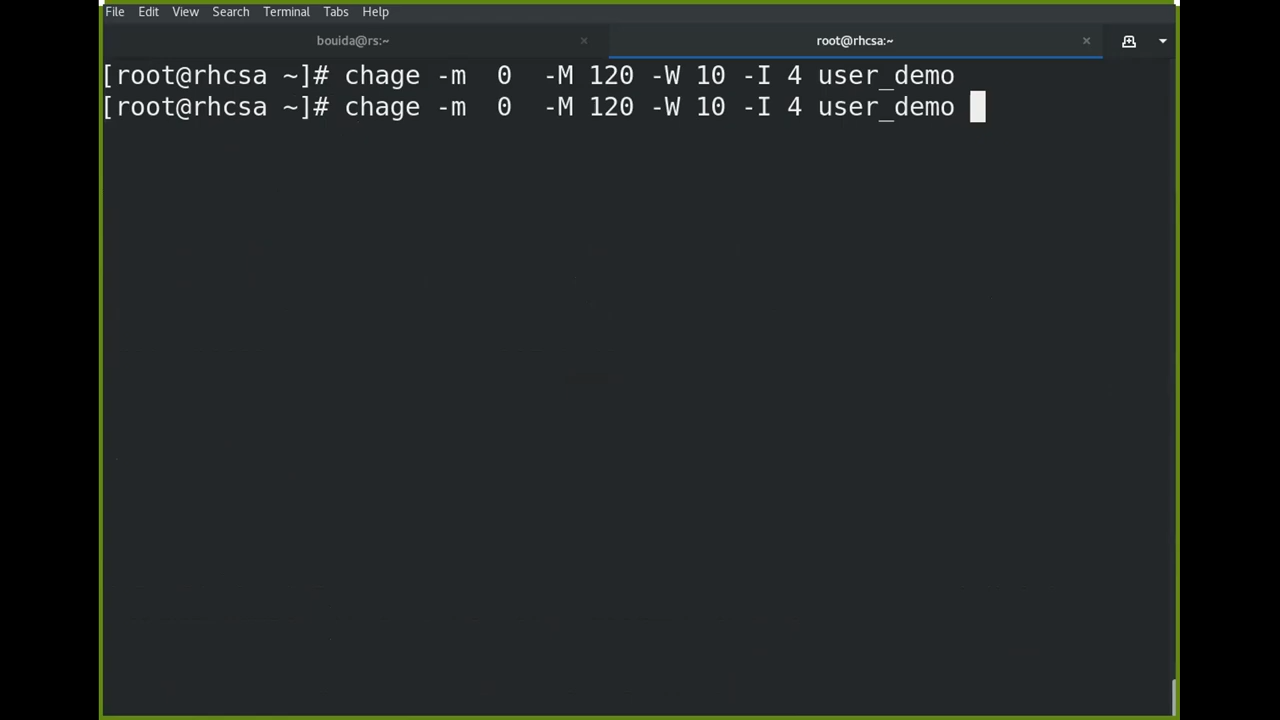 File Edit View Search Terminal Tabs Help
bouida@rs:~ × root@rhcsa:~ ×
[root@rhcsa ~]# chage -m  0  -M 120 -W 10 -I 4 user_demo
[root@rhcsa ~]# chage -m  0  -M 120 -W 10 -I 4 user_demo